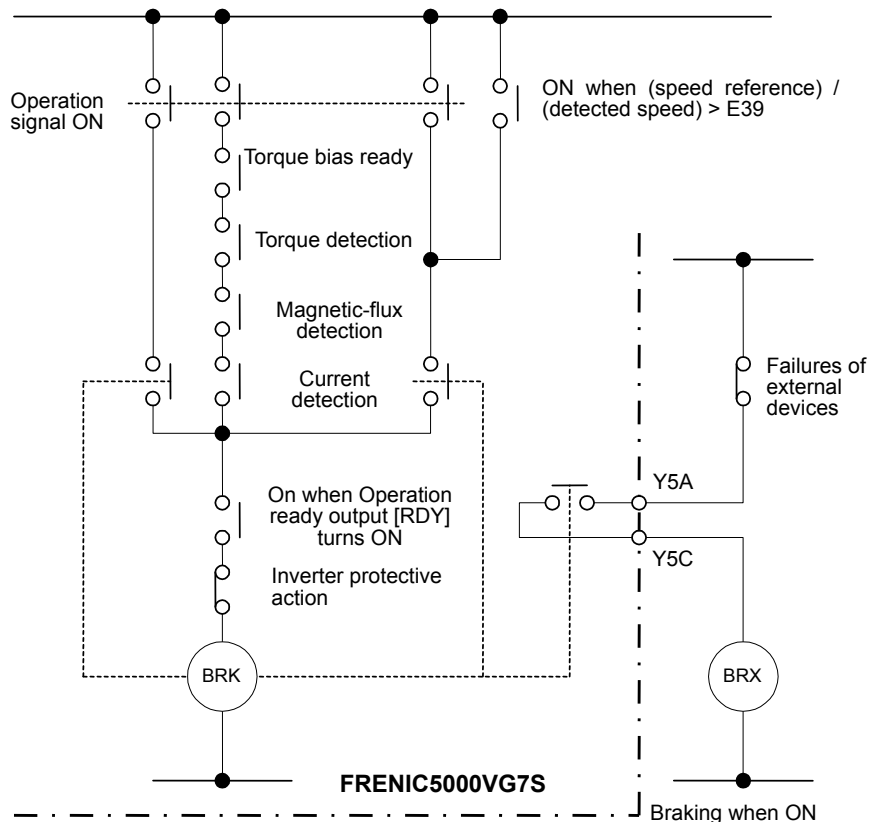 Operation
signal ON
ON when (speed reference) /
(detected speed) > E39
Torque bias ready
Torque detection
Magnetic-flux
detection
Current
detection
Failures of
external
devices
On when Operation
ready output [RDY]
turns ON
Y5A
Y5C
Inverter protective
action
BRK
BRX
FRENIC5000VG7S
Braking when ON